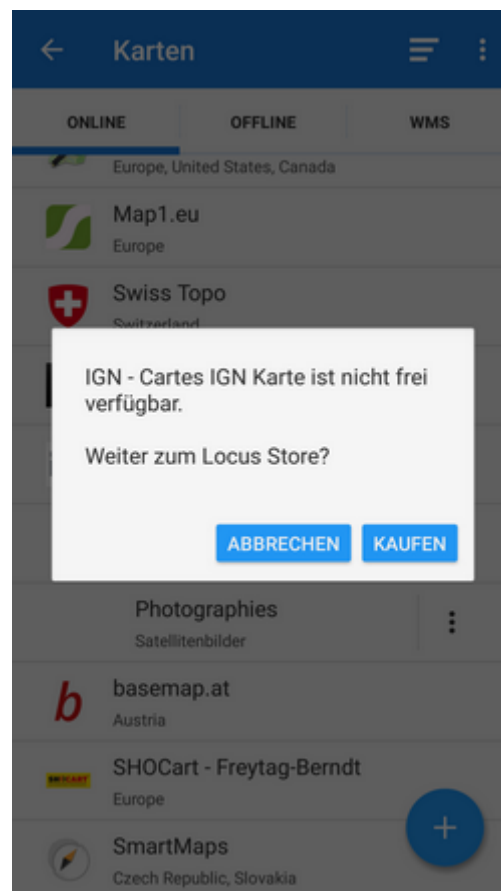 Karten
ONLINE
OFFLINE
WMS
Europe, United States, Canada
Map1.eu
Europe
Swiss Topo
Switzerland
IGN - Cartes IGN Karte ist nicht frei
verfügbar.
Weiter zum Locus Store?
ABBRECHEN
KAUFEN
Photographies
Satellitenbilder
b
basemap.at
Austria
SHOCART
SHOCart - Freytag-Berndt
Europe
SmartMaps
Czech Republic, Slovakia